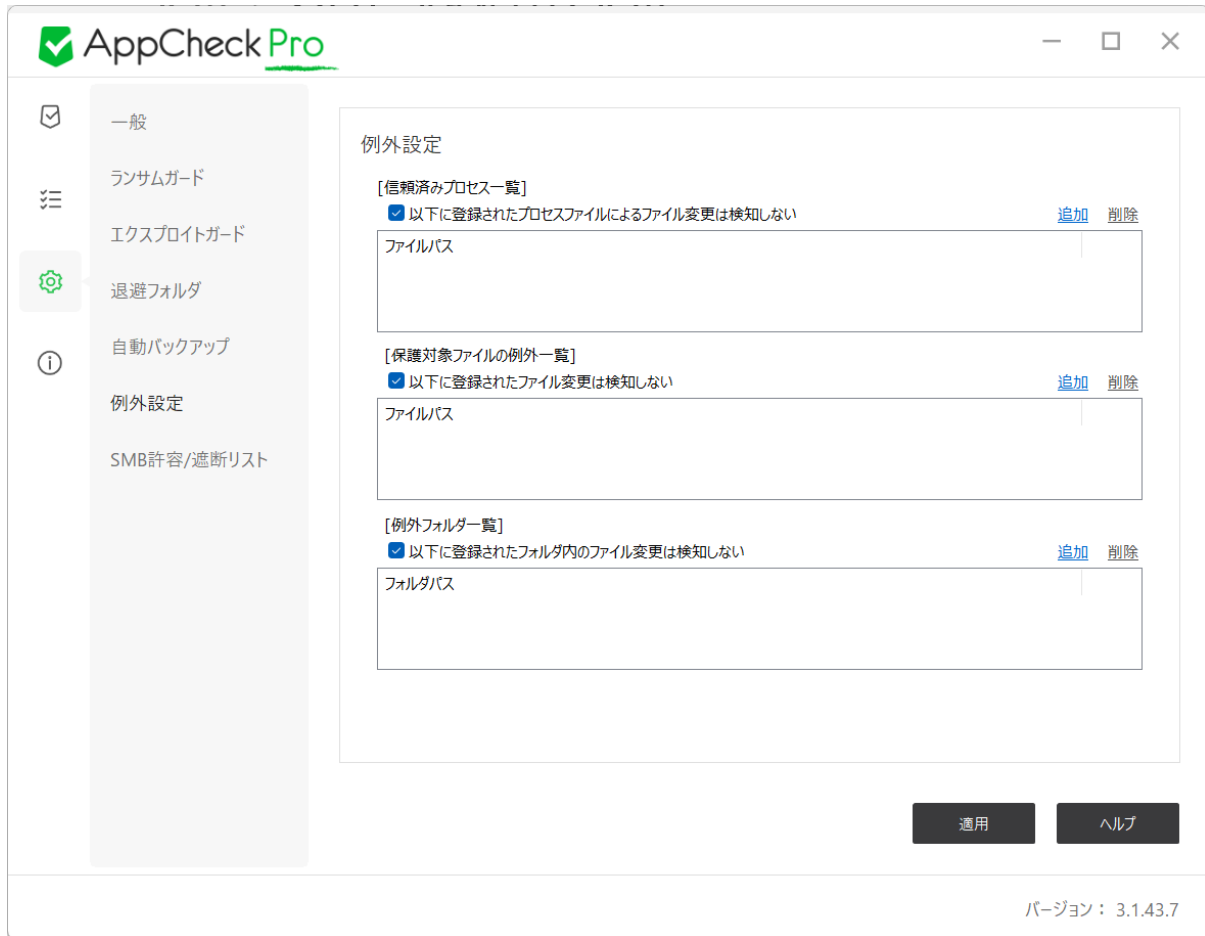 AppCheck Pro
一般
ランサムガード
エクスプロイトガード
退避フォルダ
自動バックアップ
例外設定
SMB許容/遮断リスト
例外設定
[信頼済みプロセス一覧]
以下に登録されたプロセスファイルによるファイル変更は検知しない 追加 削除
ファイルパス
[保護対象ファイルの例外一覧]
以下に登録されたファイル変更は検知しない 追加 削除
ファイルパス
[例外フォルダ一覧]
以下に登録されたフォルダ内のファイル変更は検知しない 追加 削除
フォルダパス
適用 ヘルプ
バージョン： 3.1.43.7